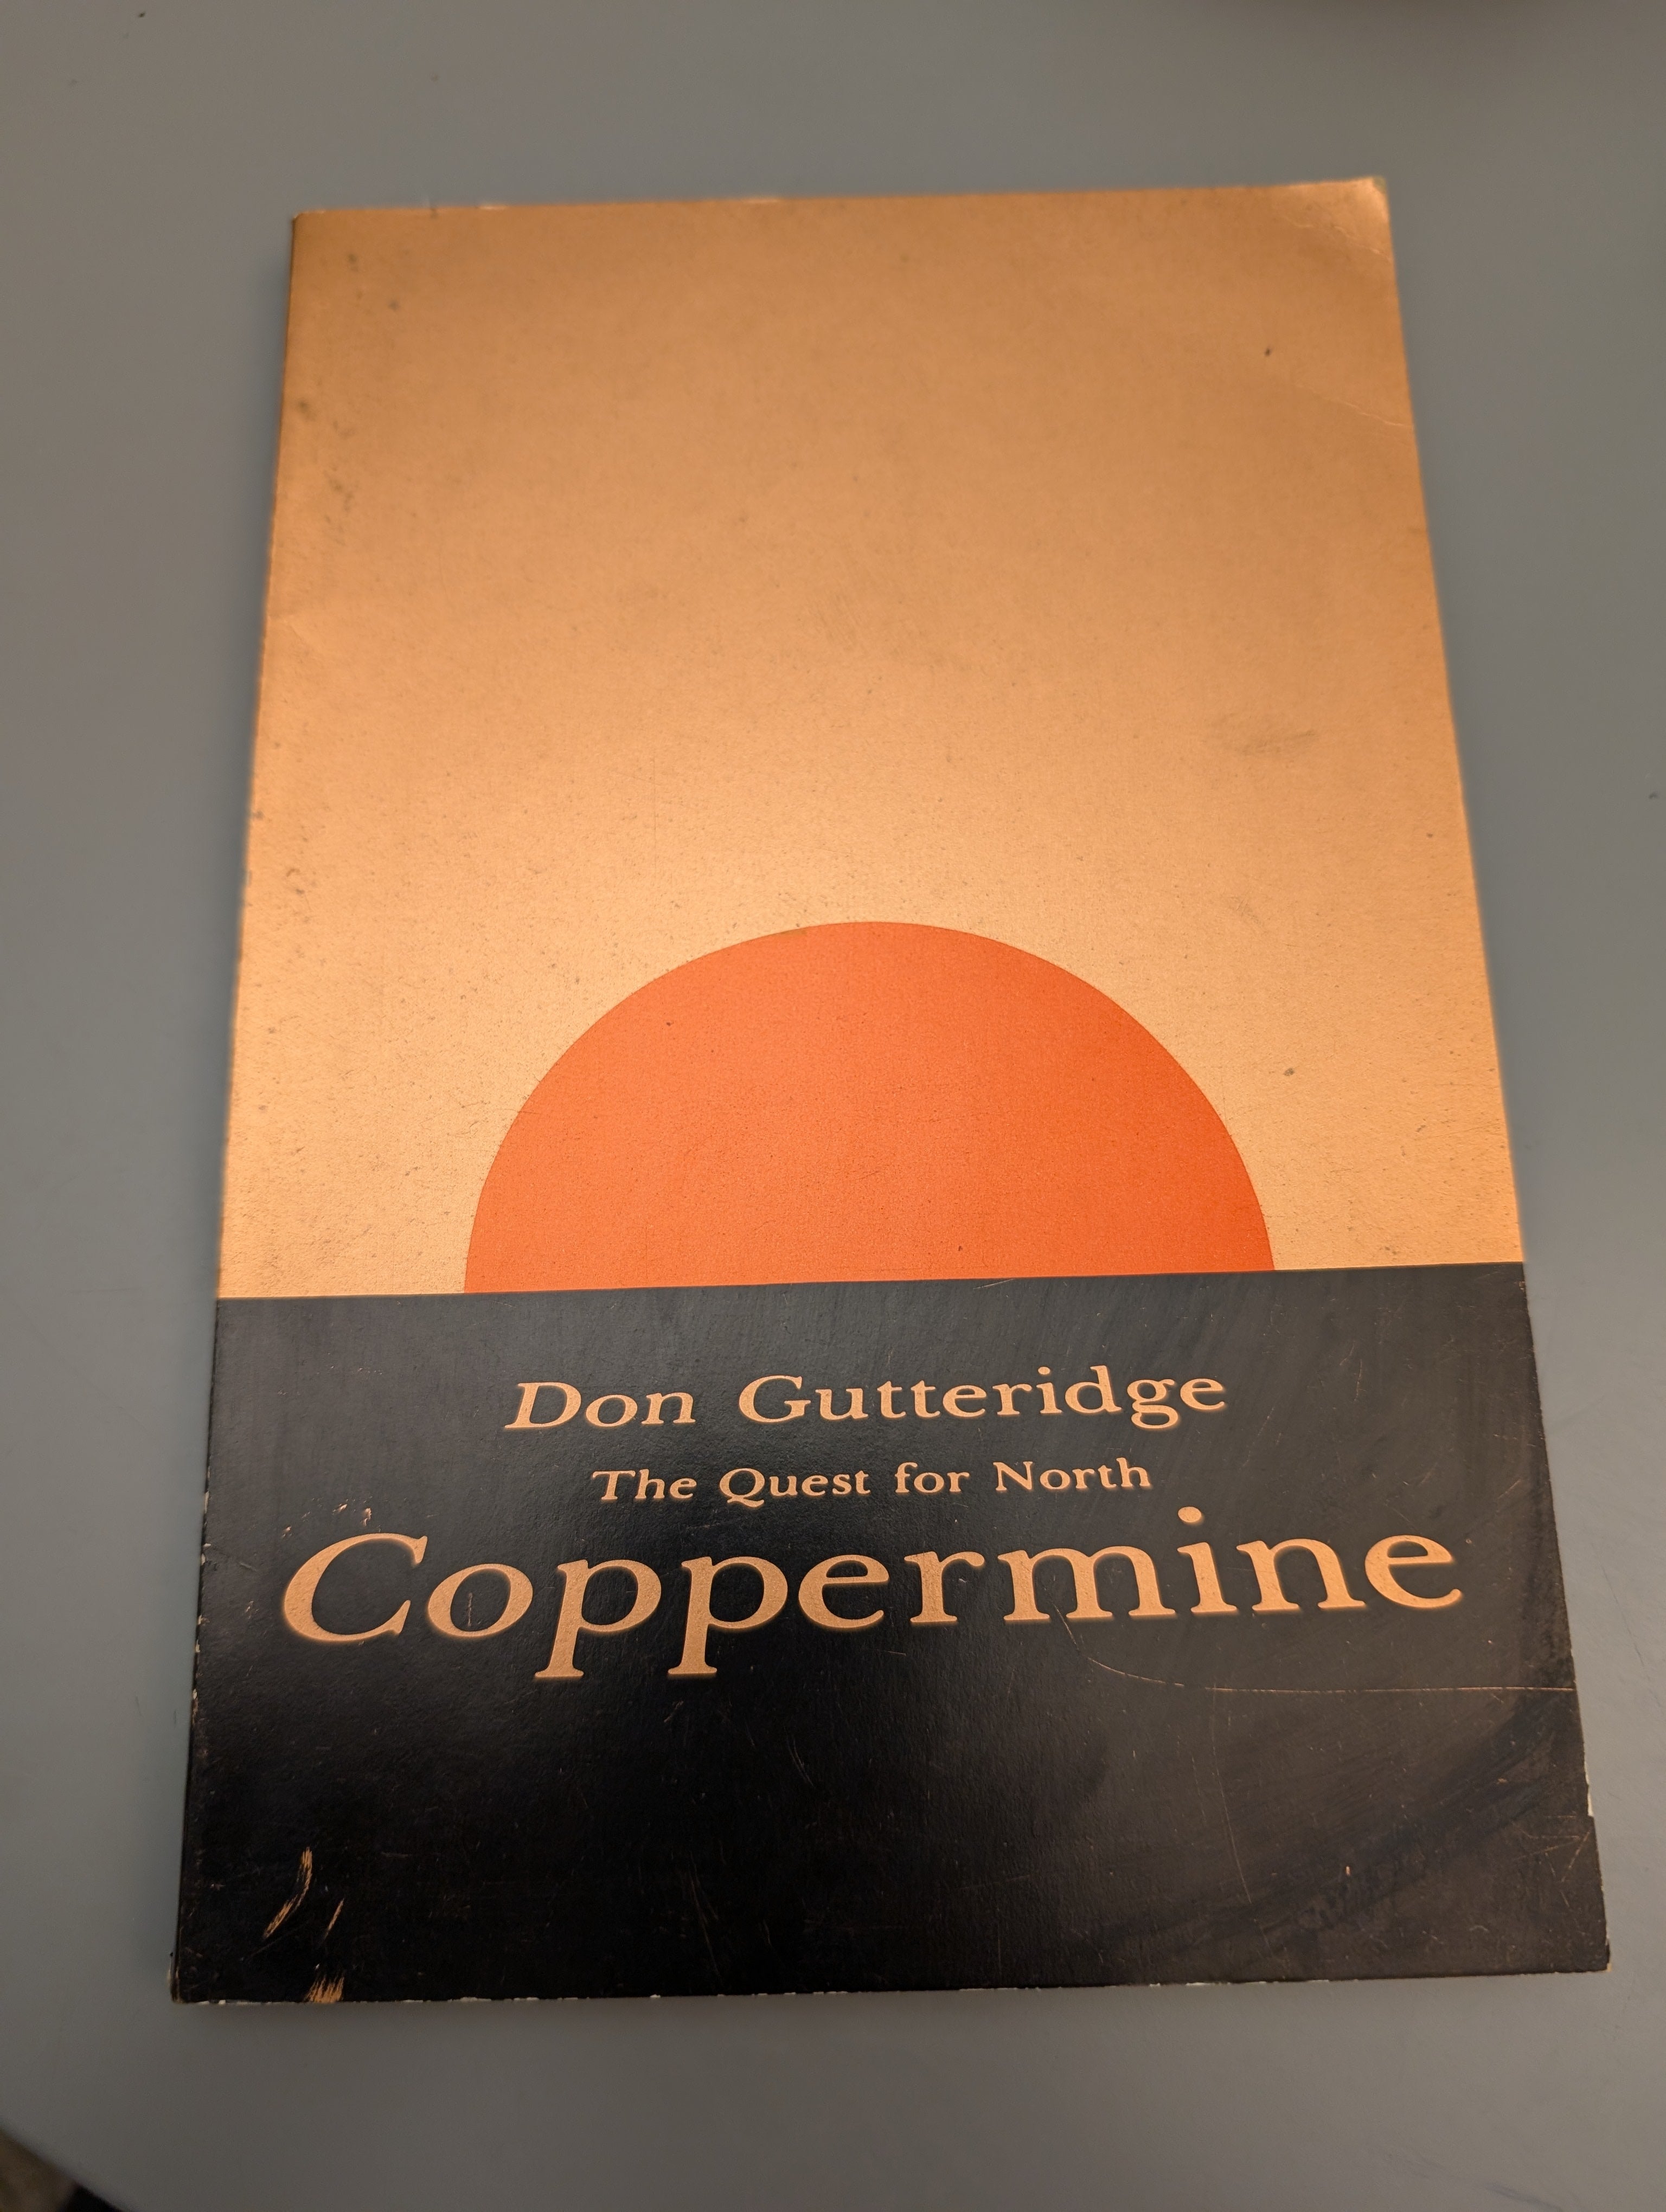 Don Gutteridge
The Quest for North
Coppermine